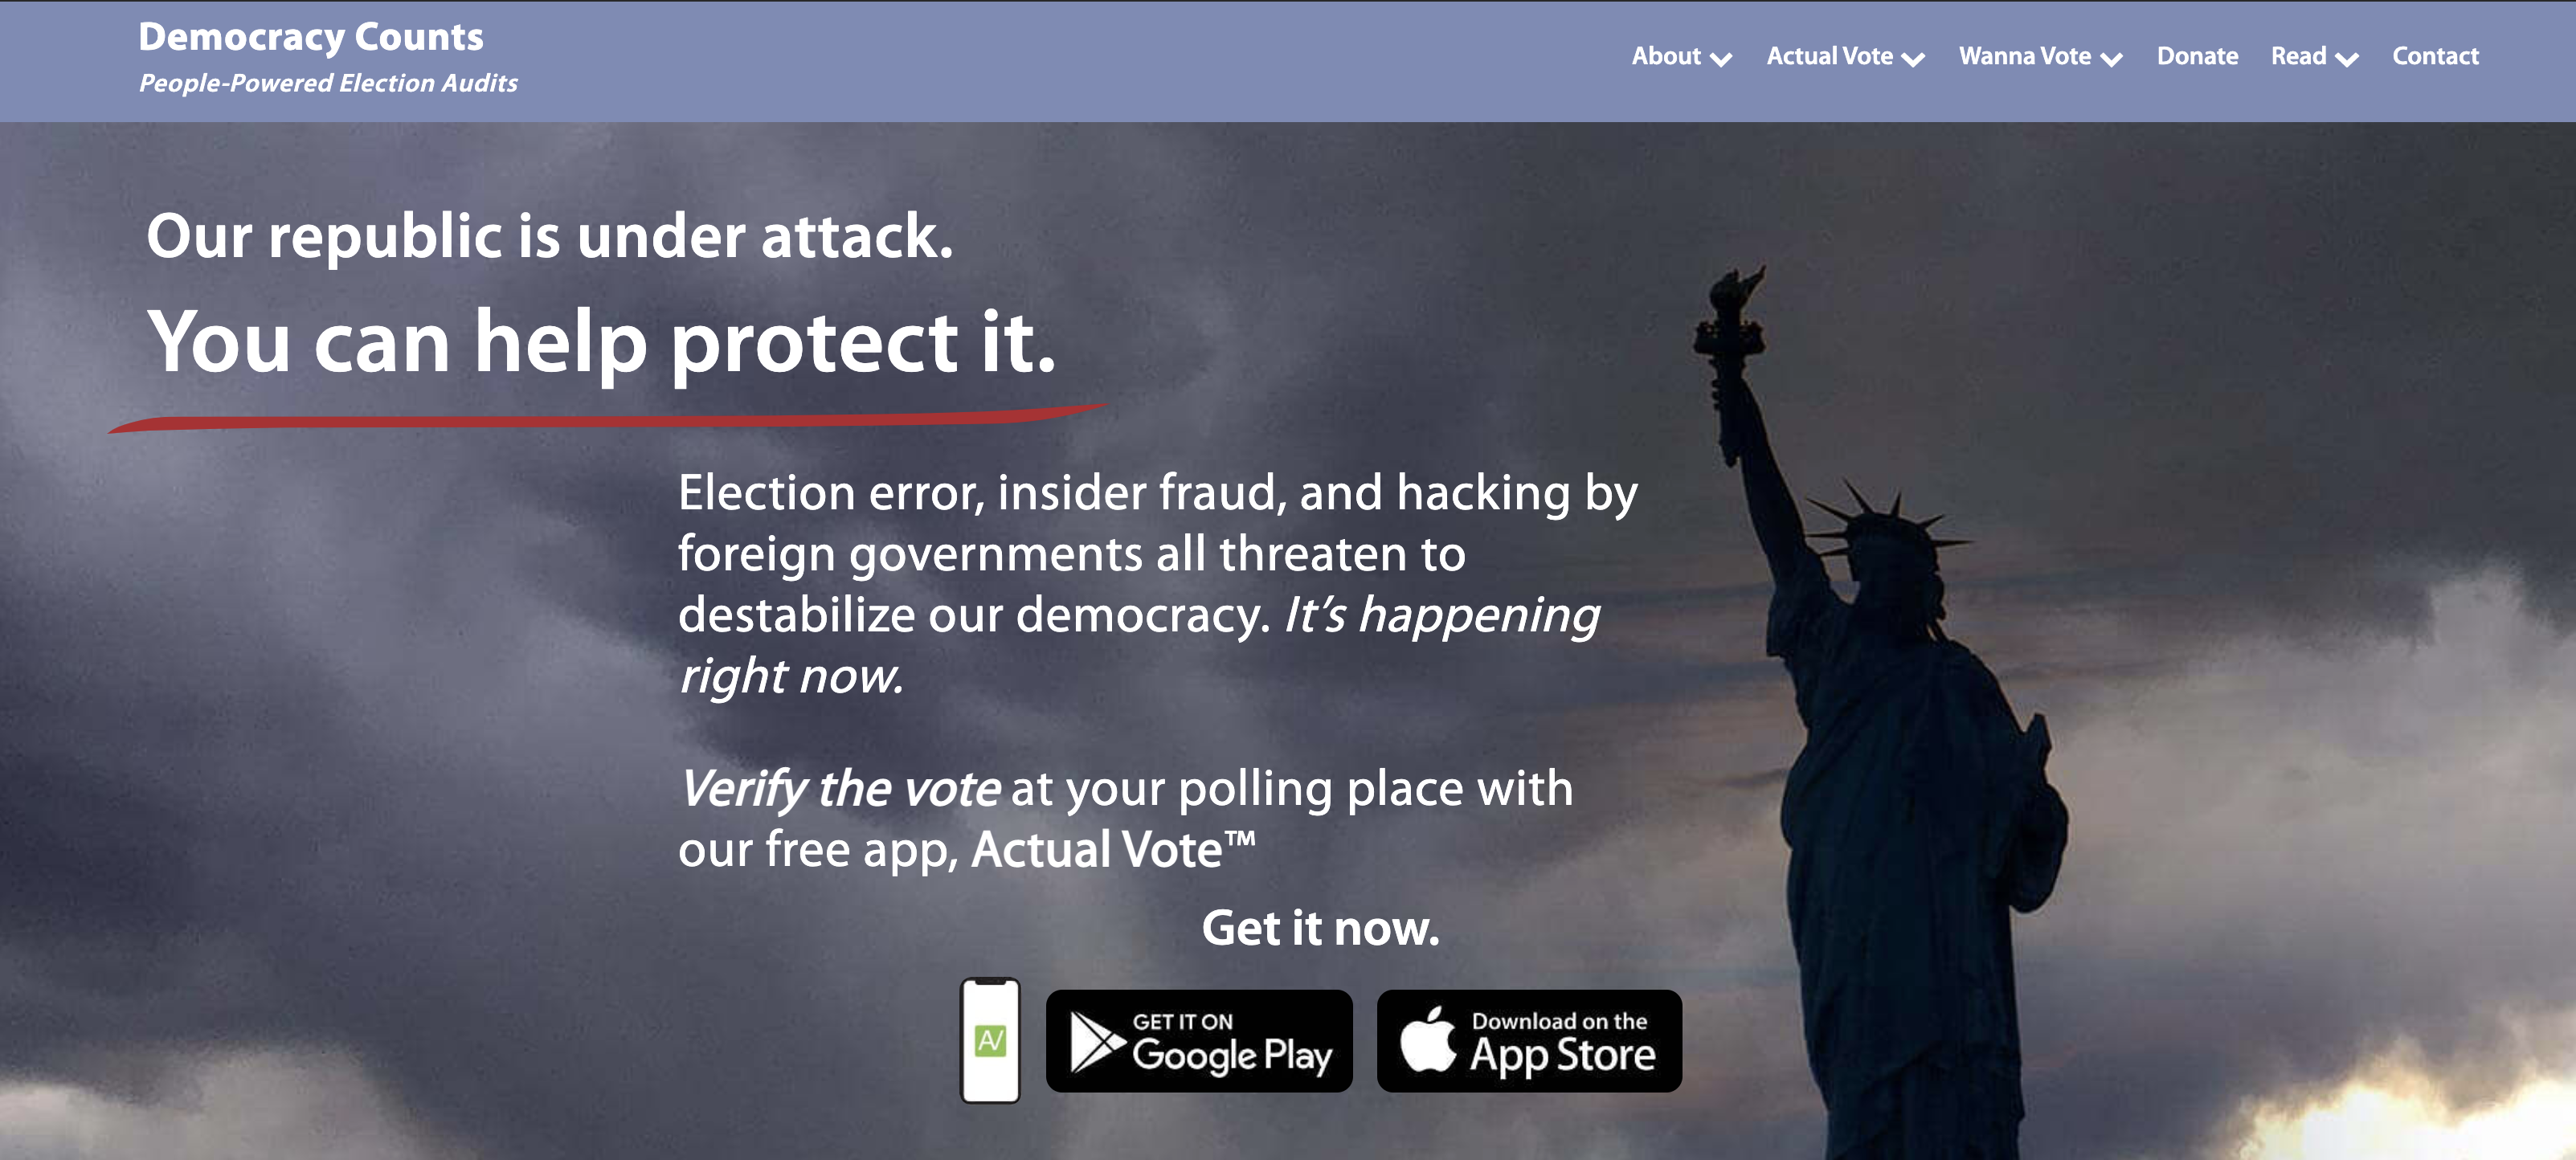 Democracy Counts
People-Powered Election Audits
About
Actual Vote
Wanna Vote
Donate
Read
Contact
Our republic is under attack.
You can help protect it.
Election error, insider fraud, and hacking by
foreign governments all threaten to
destabilize our democracy. It’s happening
right now.
Verify the vote at your polling place with
our free app, Actual Vote™
Get it now.
AV
GET IT ON
Google Play
Download on the
App Store